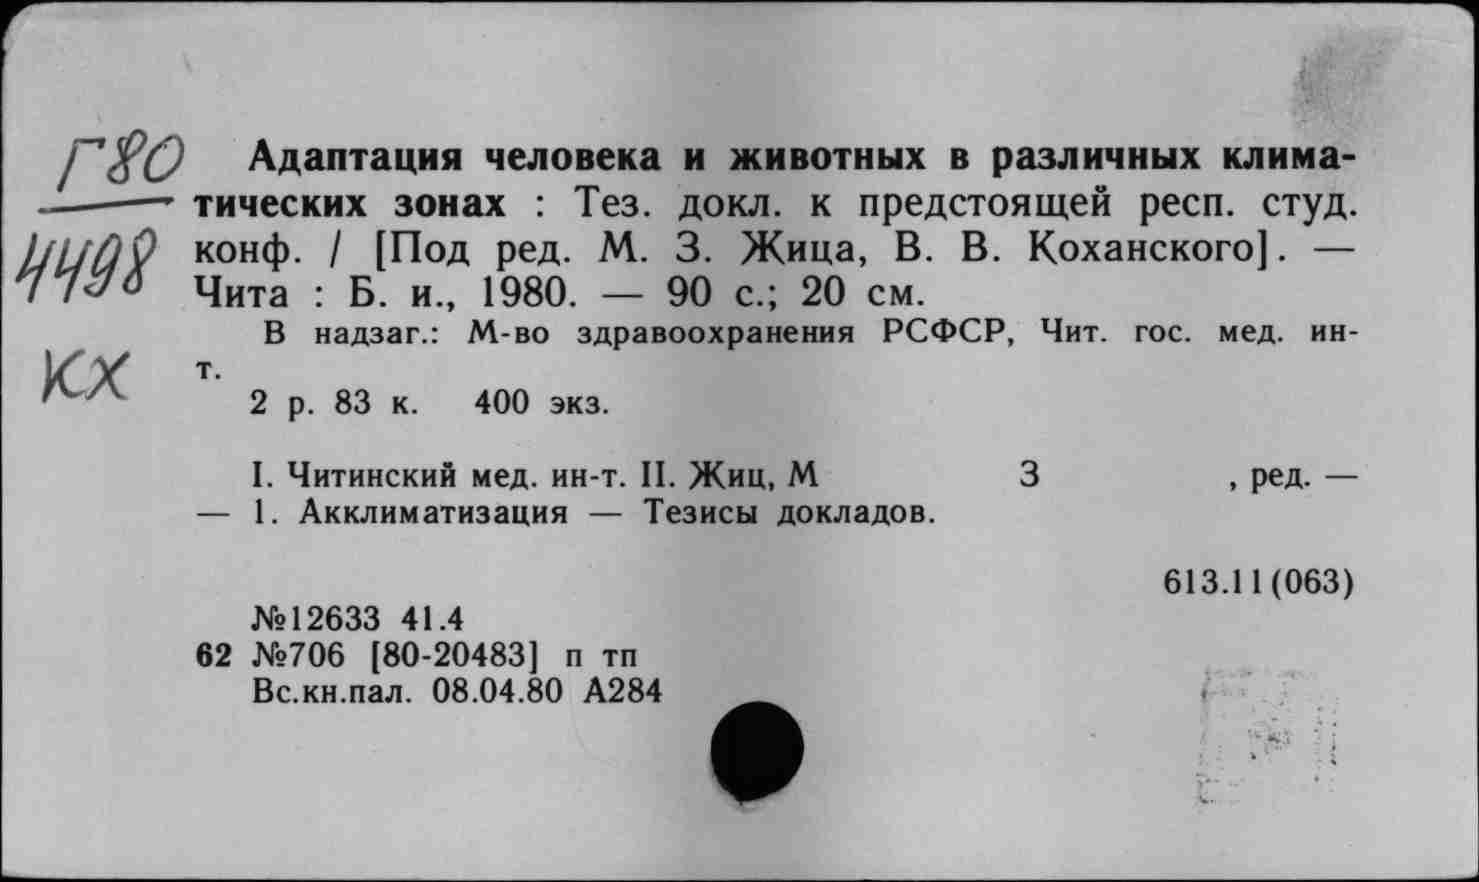 Г80
4498
КХ
Адаптация человека и животных в различных клима-
тических зонах : Тез. докл. к предстоящей респ. студ.
конф. / [Под ред. М. З. Жица, В. В. Коханского]. —
Чита : Б. и., 1980. — 90 с.; 20 см.
В надзаг.: М-во здравоохранения РСФСР, Чит. гос. мед. ин-
т.
2 р. 83 к. 400 экз.
I. Читинский мед. ин-т. II. Жиц, М З , ред. —
— 1. Акклиматизация — Тезисы докладов.
613.11(063)
№12633 41.4
62 №706 [80-20483] п тп
Вс.кн.пал. 08.04.80 А284